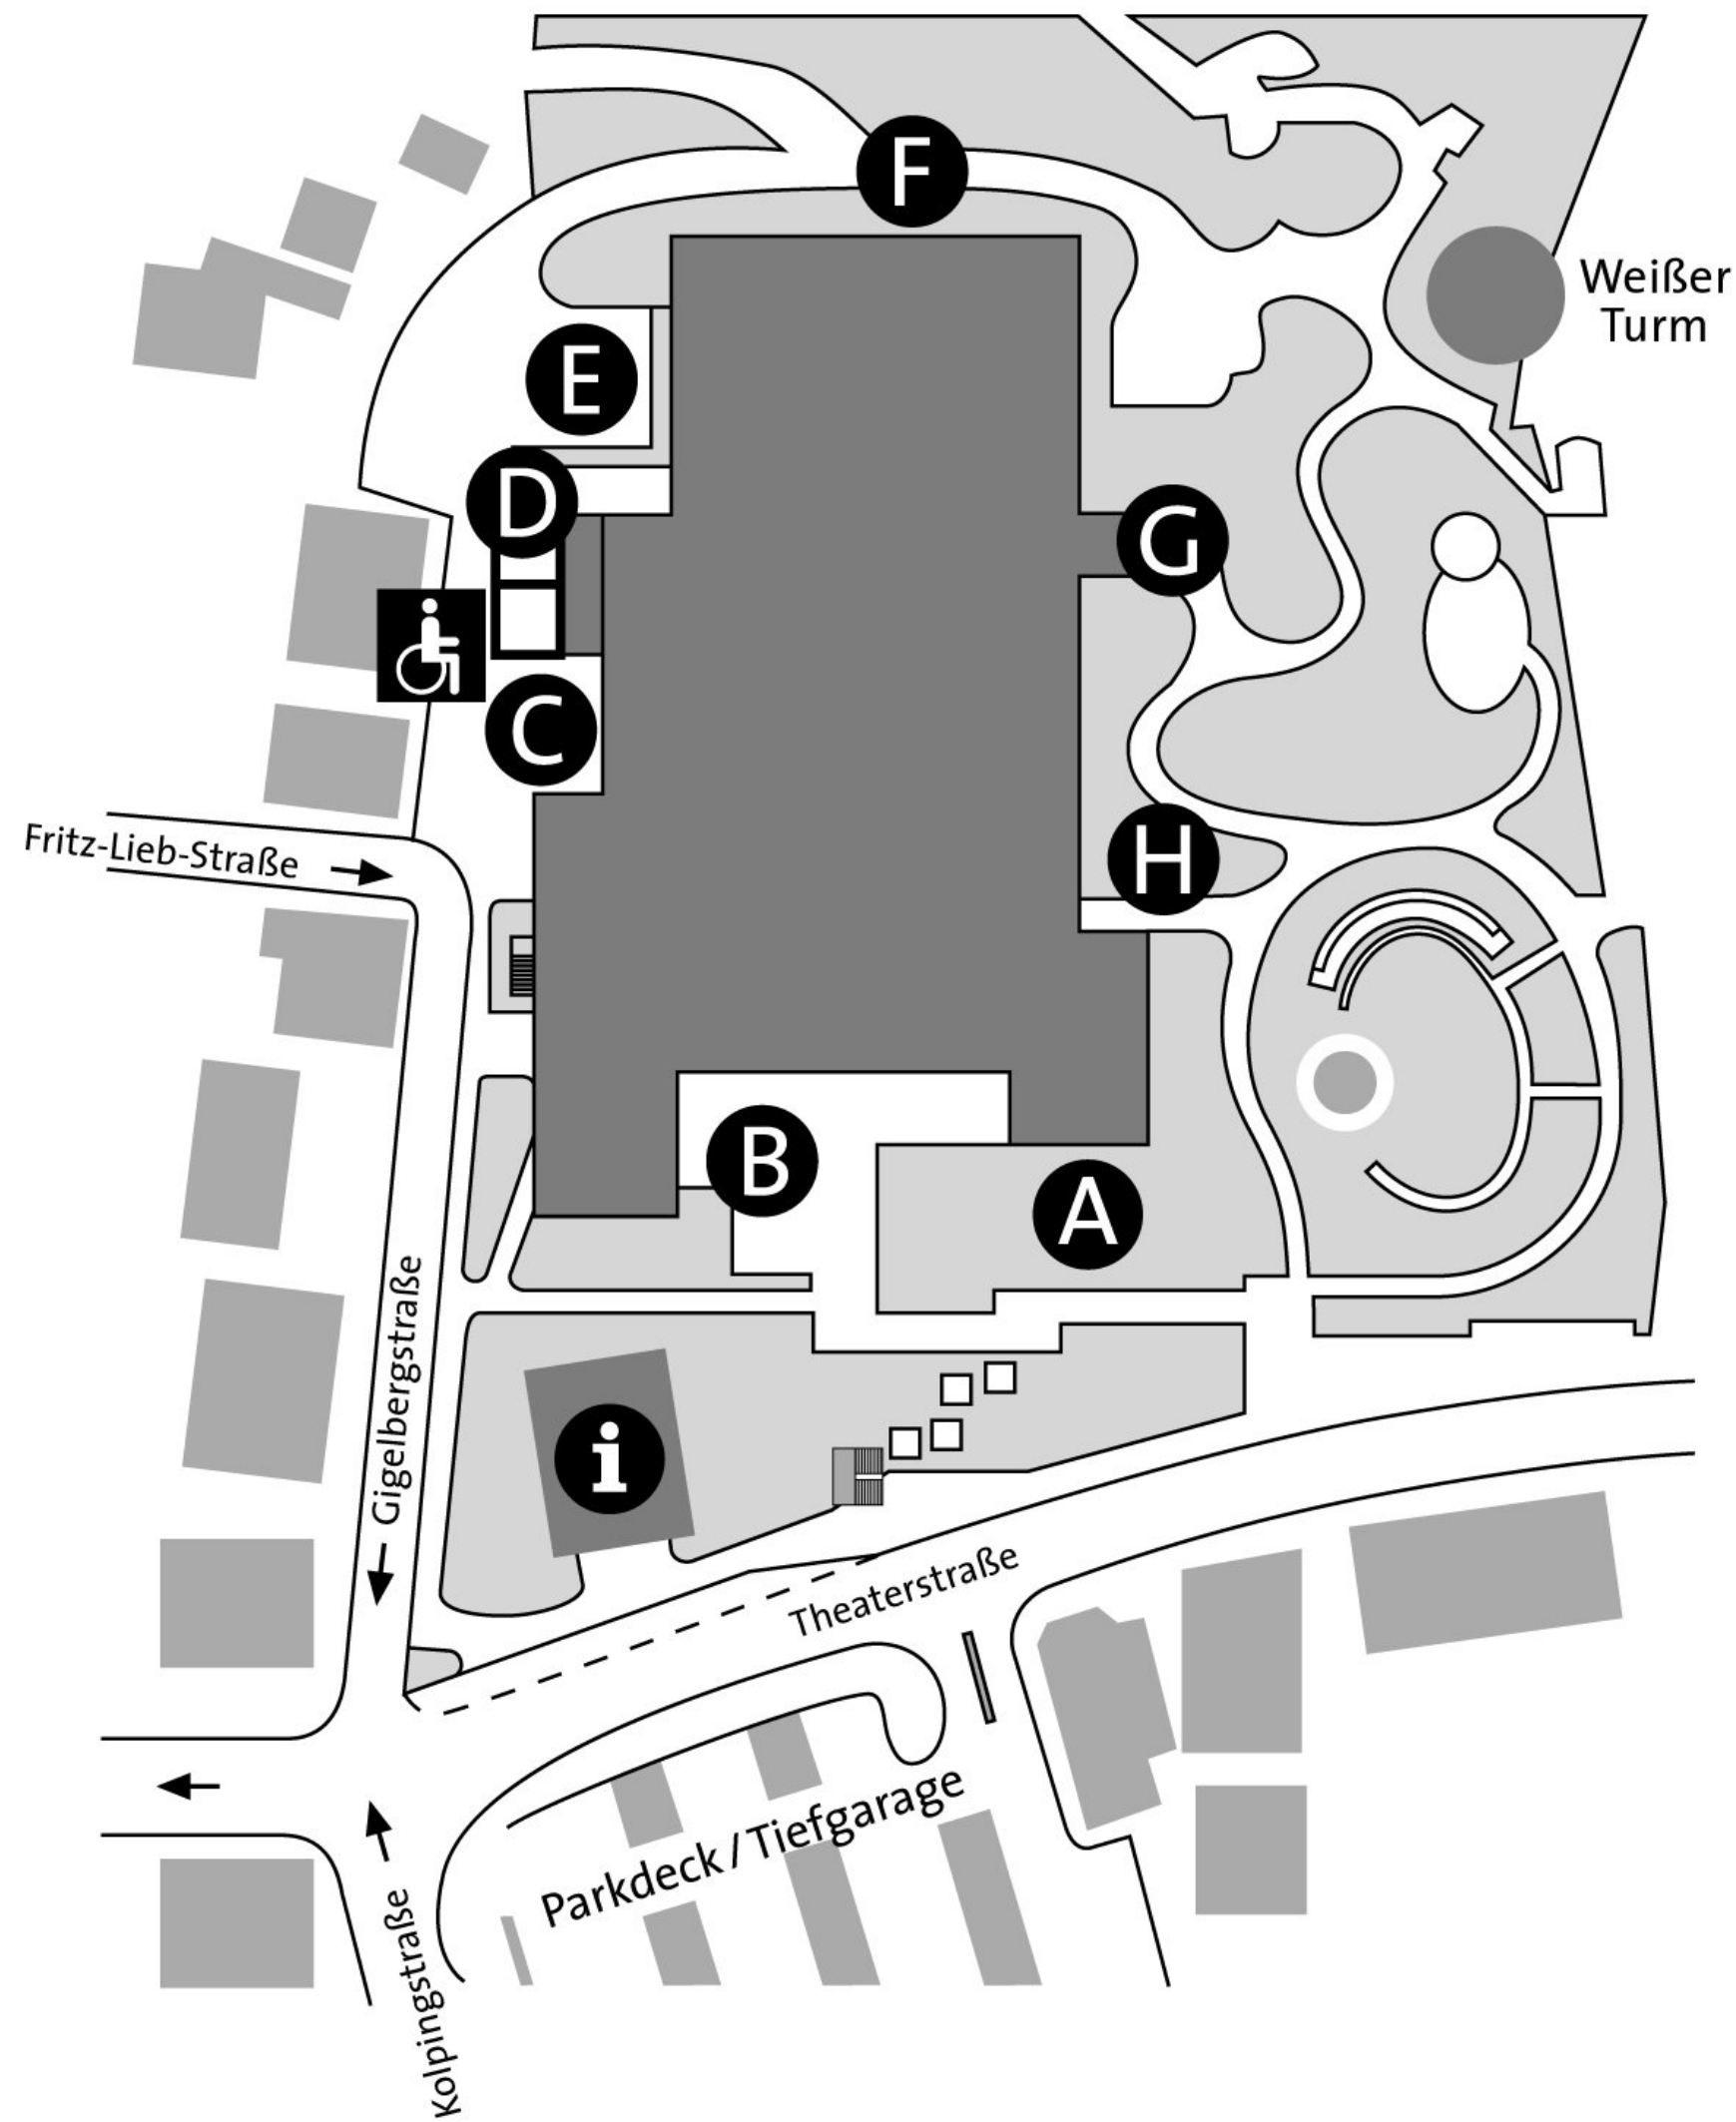 F
Weißer
Turm
E
D
G
C
H
Fritz-Lieb-Straße
B
A
i
Gigelbergstraße
Theaterstraße
Parkdeck / Tiefgarage
Kolpingstraße